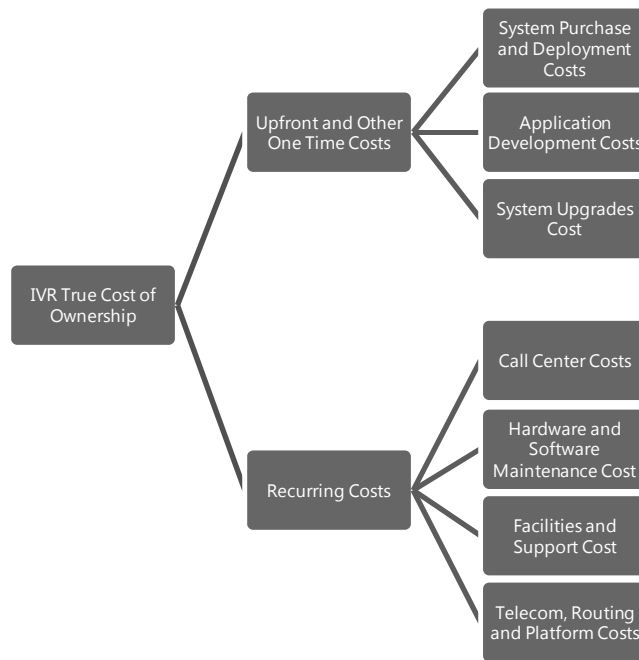 System Purchase
and Deployment
Costs
Upfront and Other
One Time Costs
Application
Development Costs
System Upgrades
Cost
IVR True Cost of
Ownership
Call Center Costs
Hardware and
Software
Maintenance Cost
Recurring Costs
Facilities and
Support Cost
Telecom, Routing
and Platform Costs